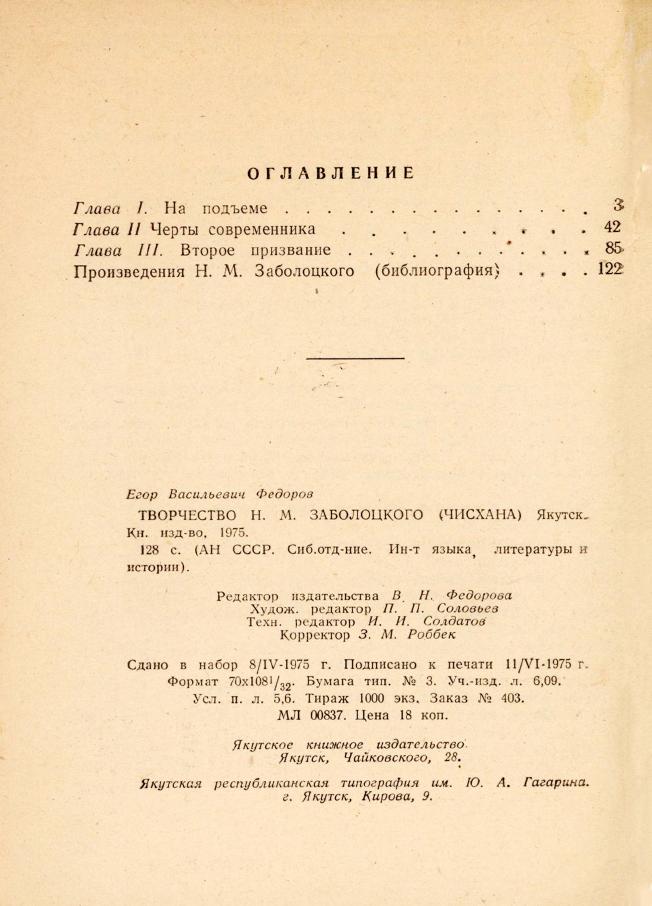 ОГЛАВЛЕНИЕ
Глава I. На подъеме . . . . . . . . . . . . . . . . 3
Глава II Черты современника . . . . . . . . . 42
Глава III. Второе призвание . . . . . . . . . . . 85
Произведения Н. М. Заболоцкого (библиография) . . . . 122
Егор Васильевич Федоров
ТВОРЧЕСТВО Н. М. ЗАБОЛОЦКОГО (ЧИСХАНА) Якутск.
Кн. изд-во, 1975.
128 с. (АН СССР. Сиб.отд-ние. Ин-т языка, литературы и
истории).
Редактор издательства В. Н. Федорова
Худож. редактор П. П. Соловьев
Техн. редактор И. И. Солдатов
Корректор З. М. Роббек
Сдано в набор 8/IV-1975 г. Подписано к печати 11/VI-1975 г.
Формат 70х108 1/32. Бумага тип. № 3. Уч.-изд. л. 6,09.
Усл. п. л. 5,6. Тираж 1000 экз. Заказ № 403.
МЛ 00837. Цена 18 коп.
Якутское книжное издательство.
Якутск, Чайковского, 28.
Якутская республиканская типография им. Ю. А. Гагарина.
г. Якутск, Кирова, 9.